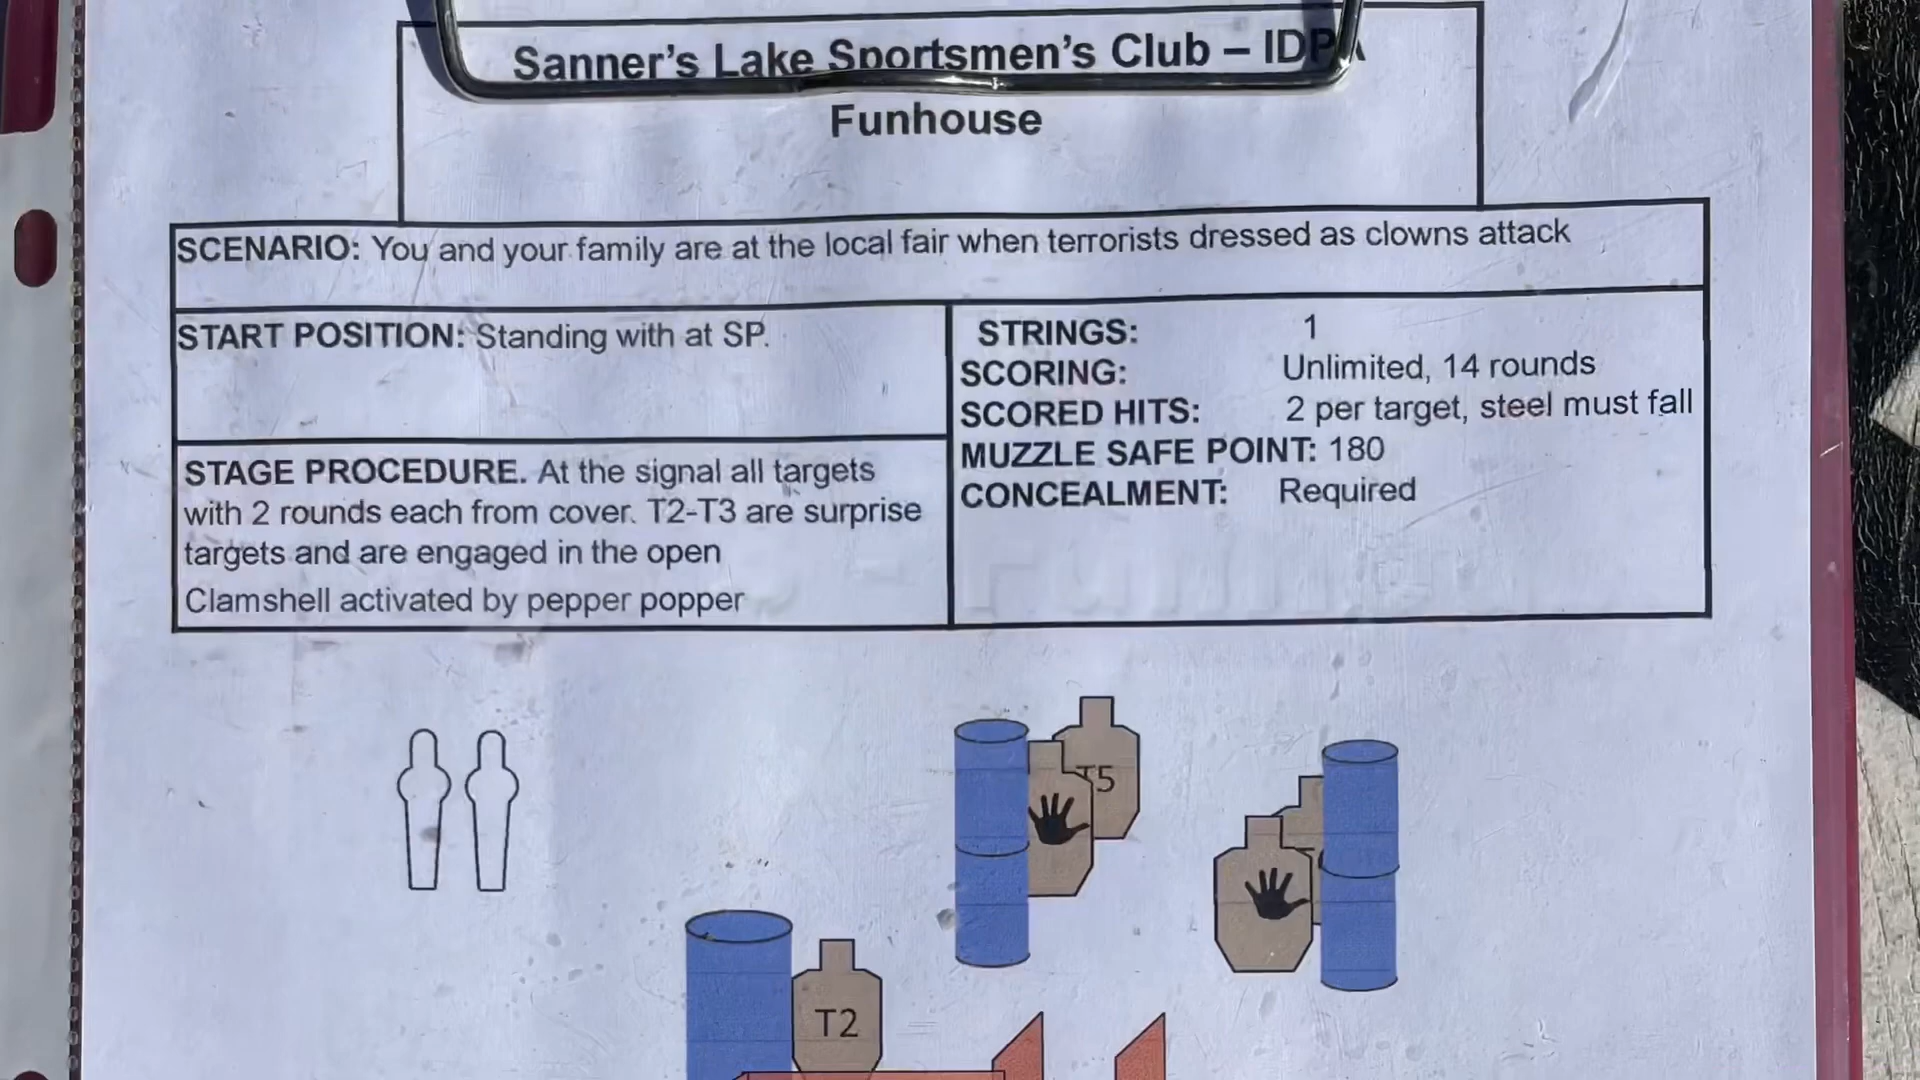 Sanner's Lake Sportsmen's Club – IDPA
Funhouse
SCENARIO: You and your family are at the local fair when terrorists dressed as clowns attack
START POSITION: Standing with at SP.
STAGE PROCEDURE. At the signal all targets
with 2 rounds each from cover. T2-T3 are surprise
targets and are engaged in the open
Clamshell activated by pepper popper
STRINGS: 1
SCORING: Unlimited, 14 rounds
SCORED HITS: 2 per target, steel must fall
MUZZLE SAFE POINT: 180
CONCEALMENT: Required
T5
T2